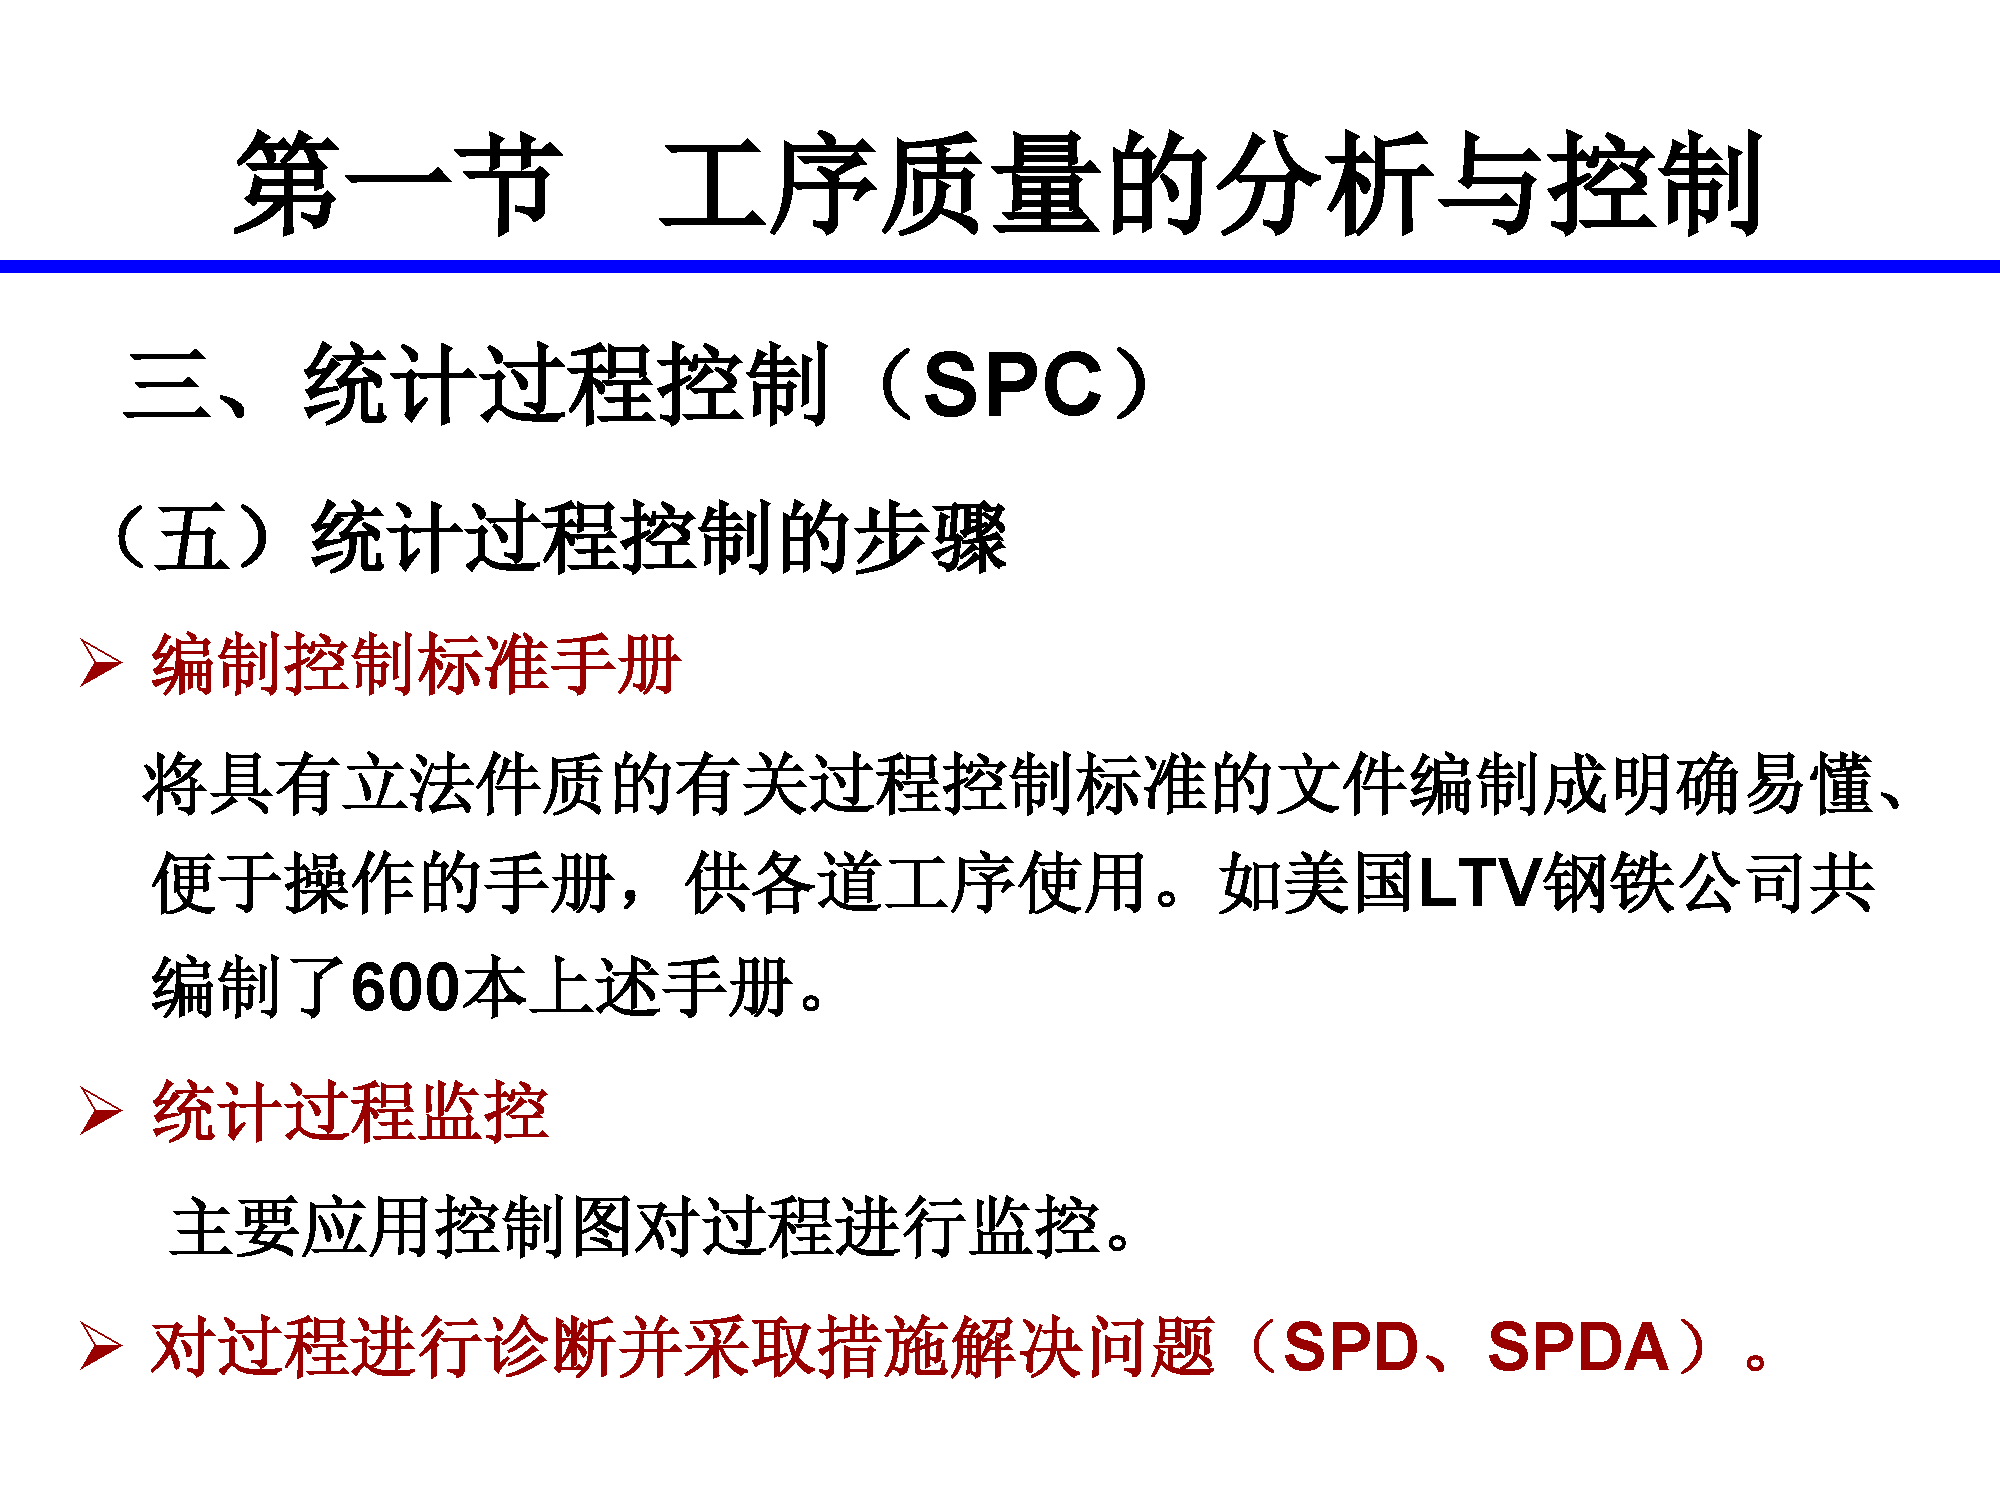 第一节 工序质量的分析与控制
三、统计过程控制（SPC）
（五）统计过程控制的步骤
编制控制标准手册
将具有立法件质的有关过程控制标准的文件编制成明确易懂、
便于操作的手册，供各道工序使用。如美国LTV钢铁公司共
编制了600本上述手册。
统计过程监控
主要应用控制图对过程进行监控。
对过程进行诊断并采取措施解决问题（SPD、SPDA）。